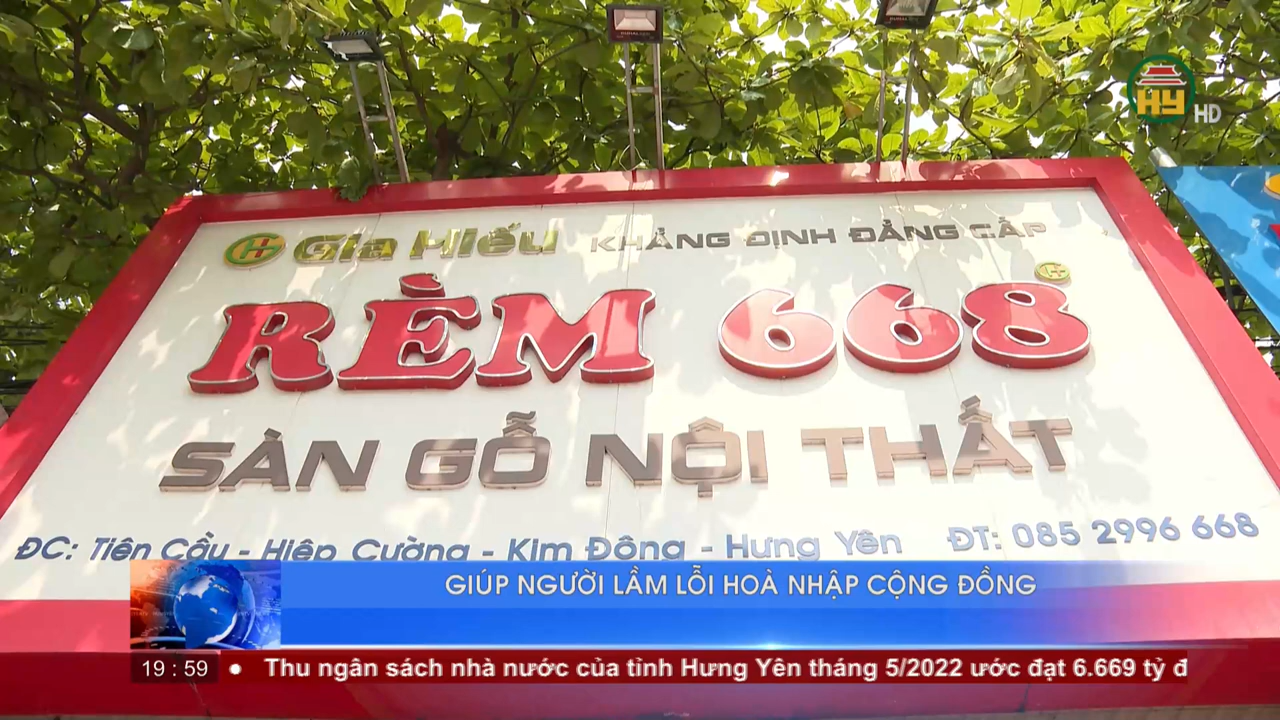 HY HD
Gia Hiếu KHẲNG ĐỊNH ĐẲNG CẤP
RÈM 668
SÀN GỖ NỘI THẤT
ĐC: Tiên Cầu - Hiệp Cường - Kim Động - Hưng Yên ĐT: 085 2996 668
GIÚP NGƯỜI LẦM LỖI HOÀ NHẬP CỘNG ĐỒNG
19 : 59 ● Thu ngân sách nhà nước của tỉnh Hưng Yên tháng 5/2022 ước đạt 6.669 tỷ đ